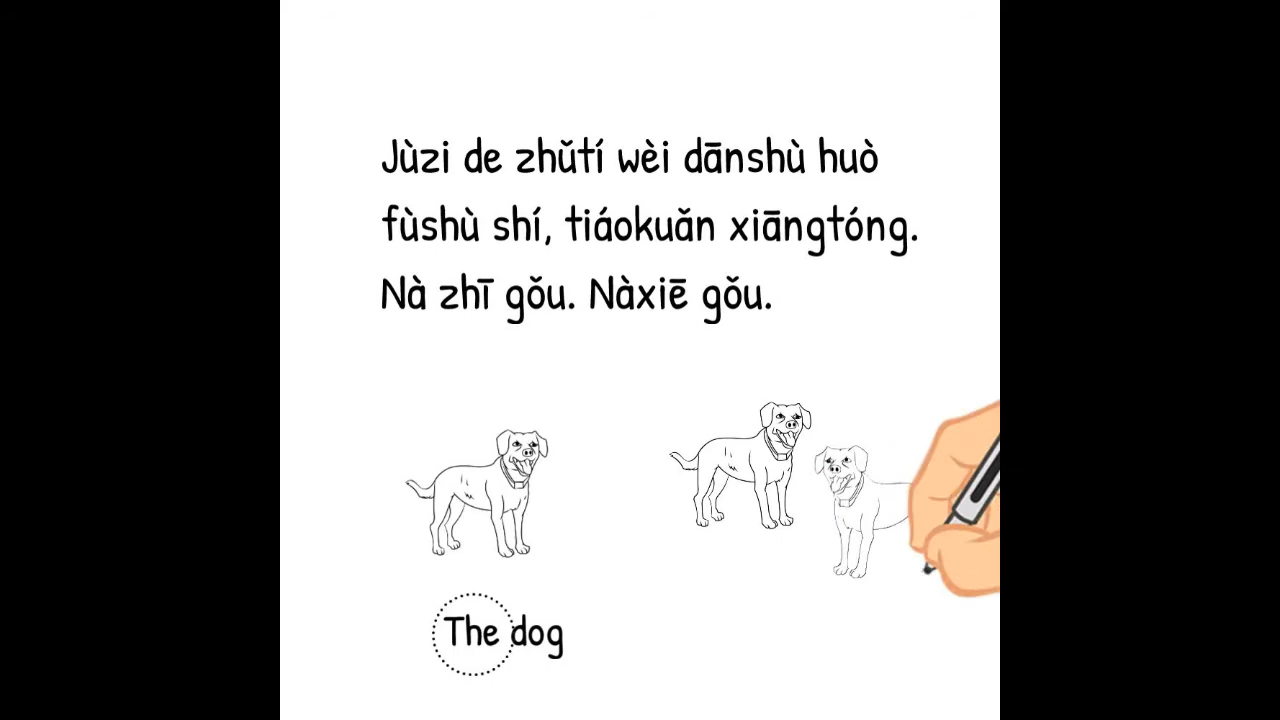 Jùzi de zhǔtí wèi dānshù huò
fùshù shí, tiáokuǎn xiāngtóng.
Nà zhī gǒu. Nàxiē gǒu.
The dog